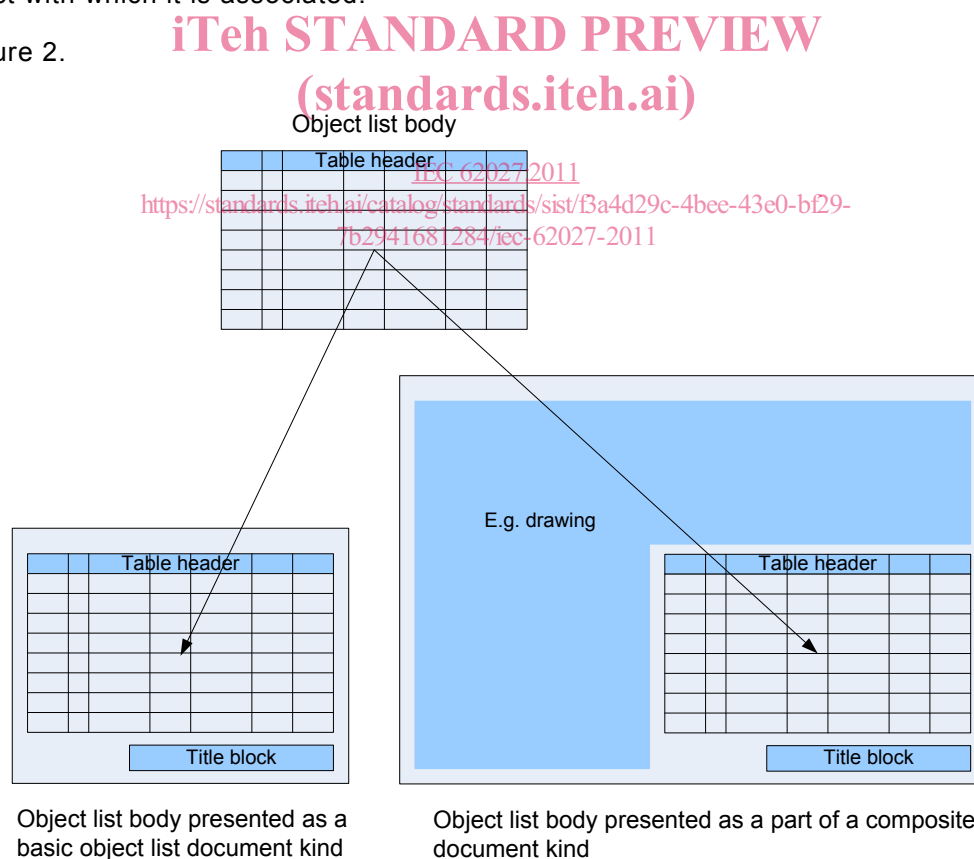 ct with which it is associated.
iTeh STANDARD PREVIEW
ure 2.
(standards.iteh.ai)
Object list body
Table header
IEC 62027:2011
https://standards.iteh.ai/catalog/standards/sist/f3a4d29c-4bee-43e0-bf29-
7b2941681284/iec-62027-2011
E.g. drawing
Table header
Table header
Title block
Title block
Object list body presented as a
basic object list document kind
Object list body presented as a part of a composite
document kind